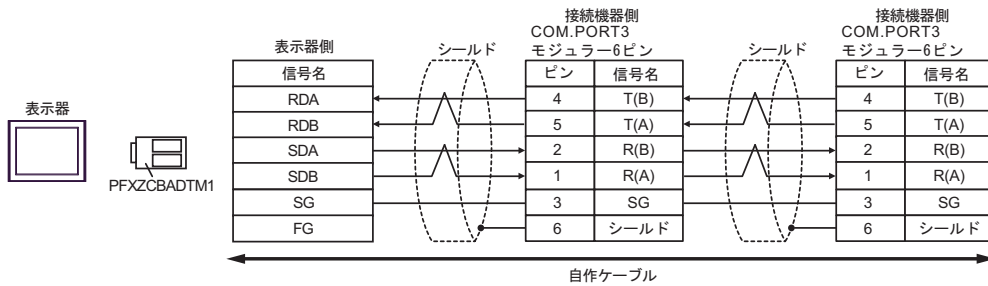 接続機器側
COM.PORT3
モジュラー6ピン
接続機器側
COM.PORT3
モジュラー6ピン
表示器側
シールド
シールド
信号名
ピン
信号名
ピン
信号名
RDA
4
T(B)
4
T(B)
RDB
5
T(A)
5
T(A)
SDA
2
R(B)
2
R(B)
SDB
1
R(A)
1
R(A)
SG
3
SG
3
SG
FG
6
シールド
6
シールド
表示器
PFXZCBADTM1
自作ケーブル